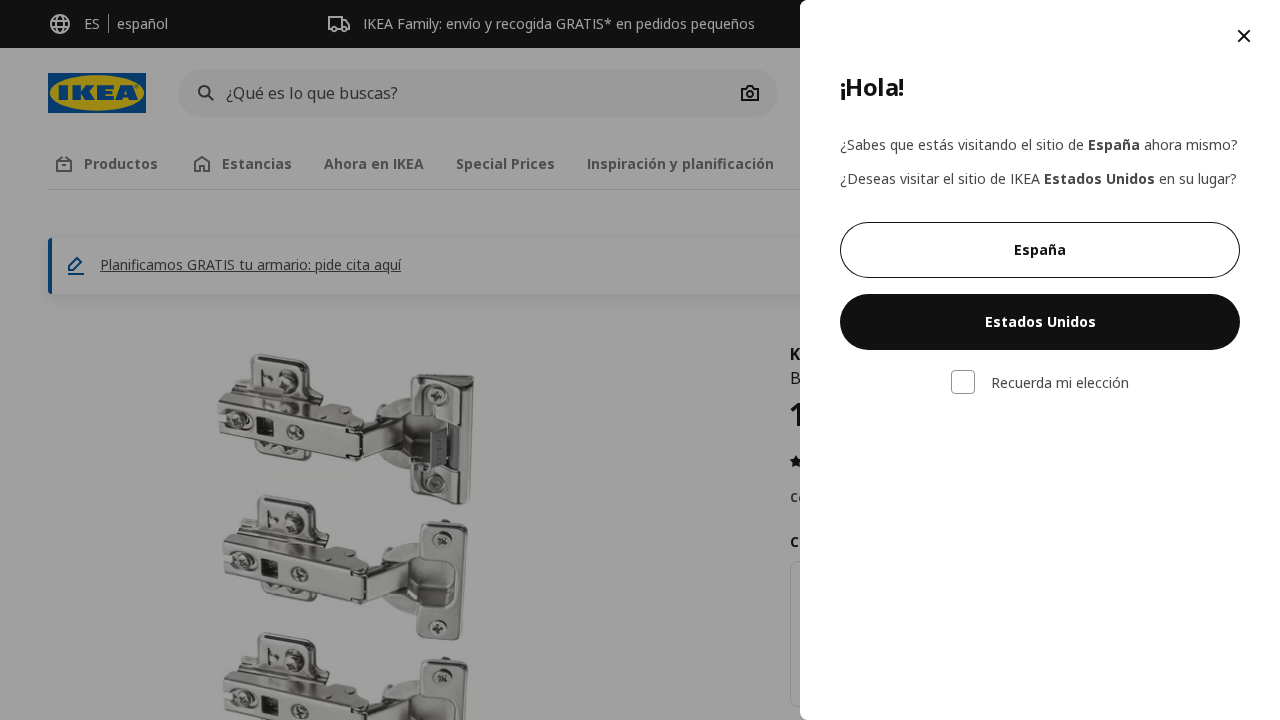 ES
español
IKEA Family: envío y recogida GRATIS* en pedidos pequeños
IKEA
¿Qué es lo que buscas?
Productos
Estancias
Ahora en IKEA
Special Prices
Inspiración y planificación
Planificamos GRATIS tu armario: pide cita aquí
¡Hola!
¿Sabes que estás visitando el sitio de España ahora mismo?
¿Deseas visitar el sitio de IKEA Estados Unidos en su lugar?
España
Estados Unidos
Recuerda mi elección